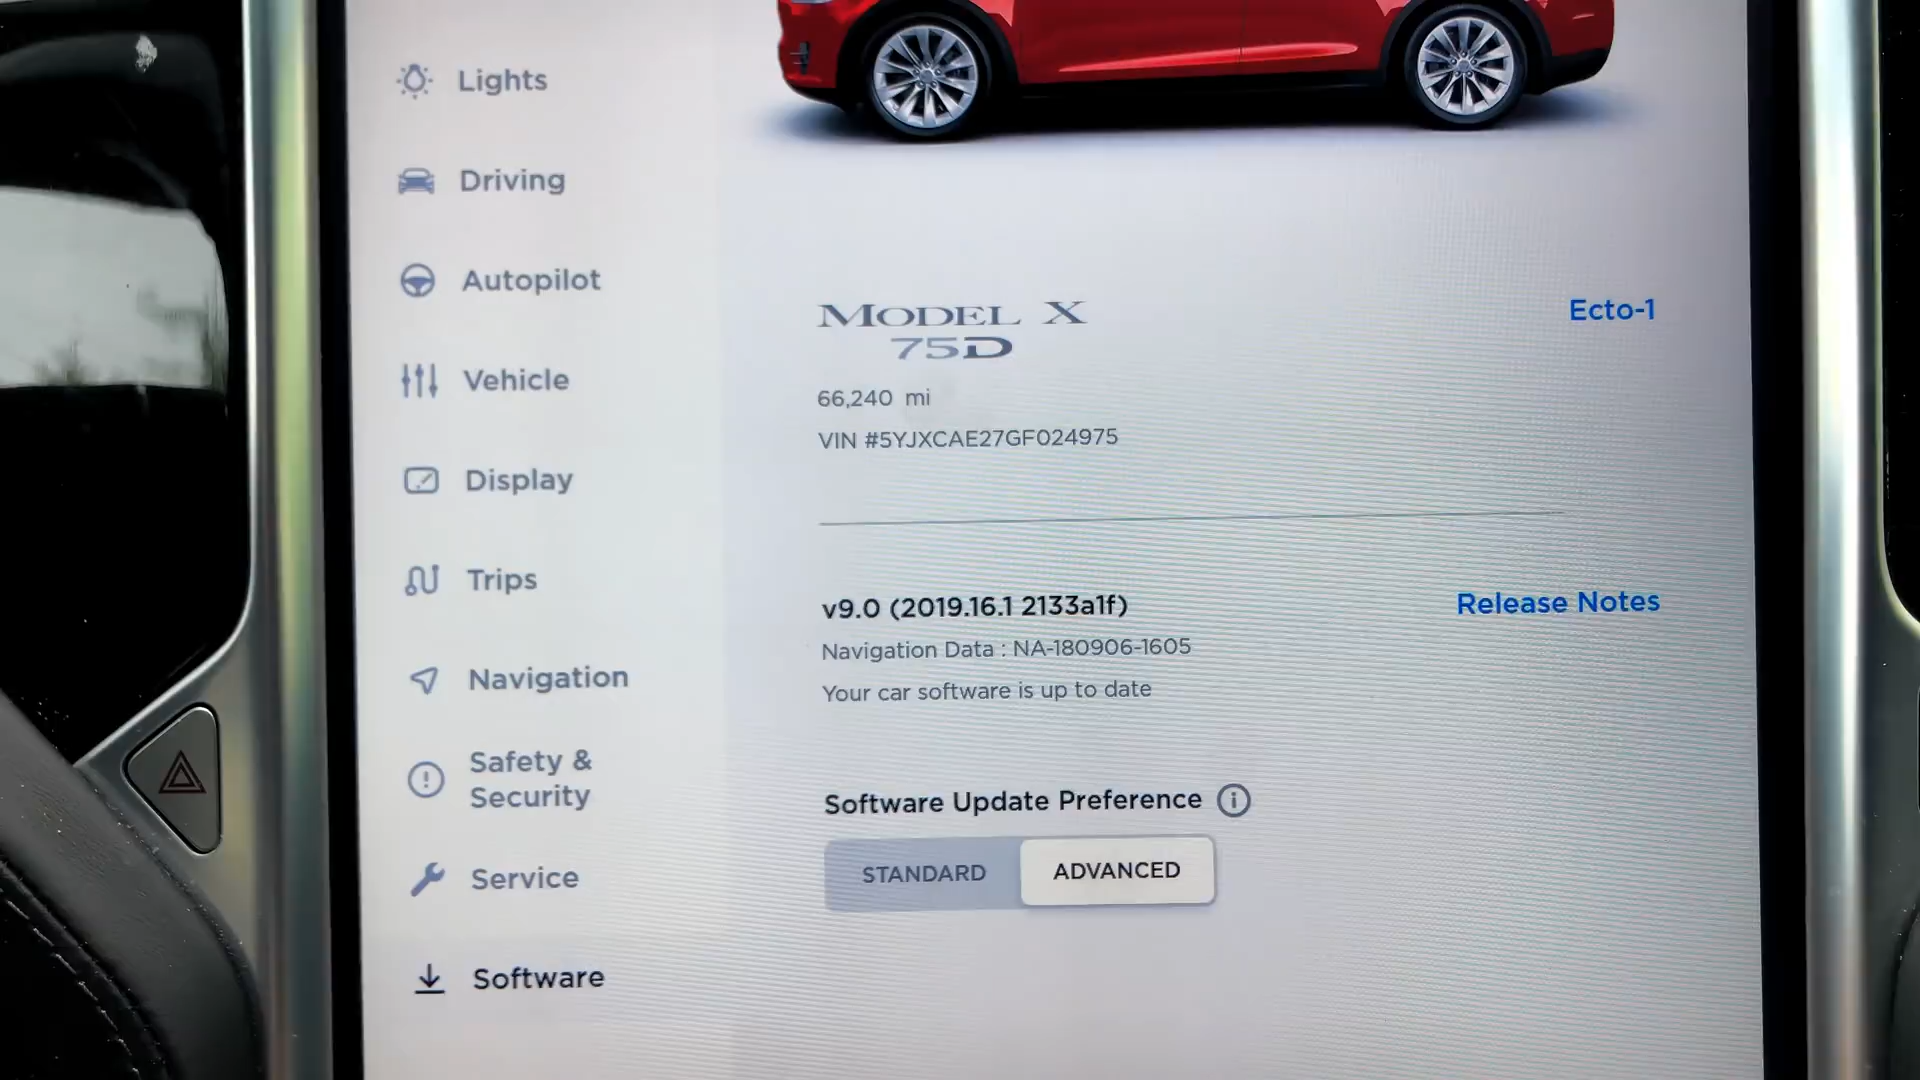 Lights
Driving
Autopilot
Vehicle
Display
Trips
Navigation
Safety &
Security
Service
Software
MODEL X
75D
Ecto-1
66,240 mi
VIN #5YJXCAE27GF024975
v9.0 (2019.16.1 2133a1f)
Release Notes
Navigation Data : NA-180906-1605
Your car software is up to date
Software Update Preference
STANDARD
ADVANCED